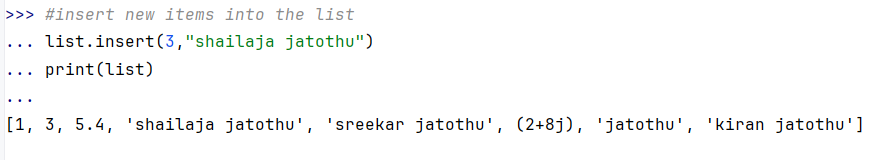 >>> #insert new items into the list
... list.insert(3,"shailaja jatothu")
... print(list)
...
[1, 3, 5.4, 'shailaja jatothu', 'sreekar jatothu', (2+8j), 'jatothu', 'kiran jatothu']